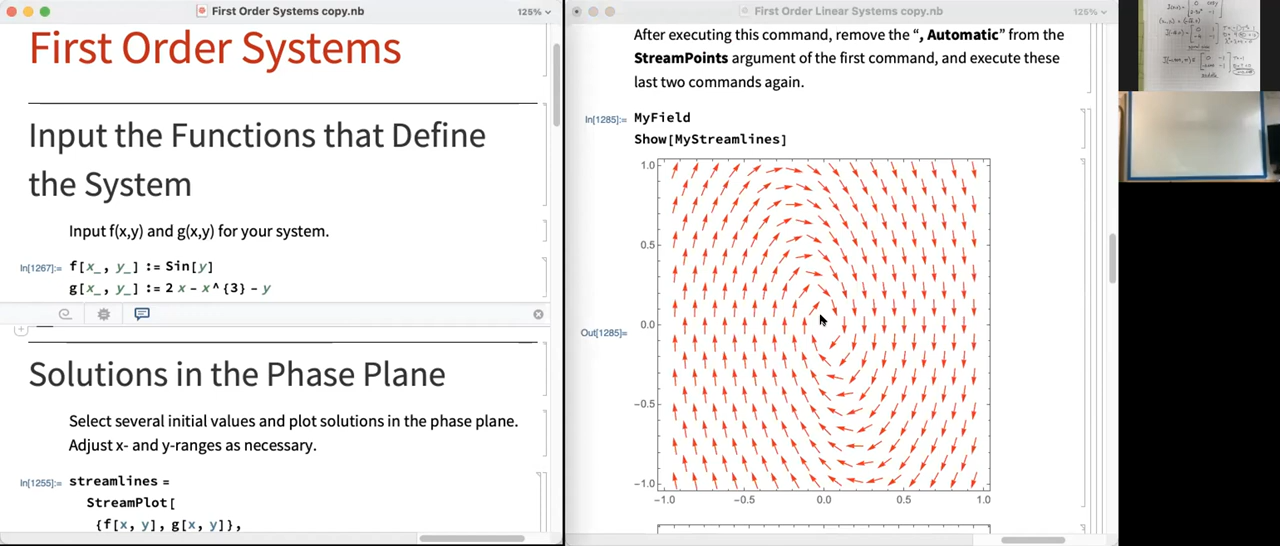 First Order Systems copy.nb
125%
First Order Systems
Input the Functions that Define
the System
Input f(x,y) and g(x,y) for your system.
In[1267]:= f[x_, y_] := Sin[y]
g[x_, y_] := 2 x - x^{3} - y
Solutions in the Phase Plane
Select several initial values and plot solutions in the phase plane.
Adjust x- and y-ranges as necessary.
In[1255]:= streamlines =
StreamPlot[
{f[x, y], g[x, y]},
First Order Linear Systems copy.nb
125%
After executing this command, remove the “, Automatic” from the
StreamPoints argument of the first command, and execute these
last two commands again.
In[1285]:= MyField
Show[MyStreamlines]
Out[1285]=
1.0
0.5
0.0
-0.5
-1.0
-1.0 -0.5 0.0 0.5 1.0